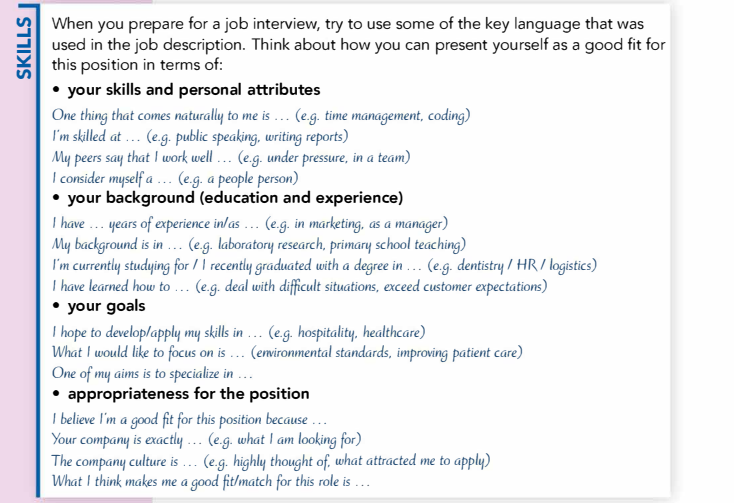 SKILLS
When you prepare for a job interview, try to use some of the key language that was
used in the job description. Think about how you can present yourself as a good fit for
this position in terms of:
• your skills and personal attributes
One thing that comes naturally to me is … (e.g. time management, coding)
I'm skilled at … (e.g. public speaking, writing reports)
My peers say that I work well … (e.g. under pressure, in a team)
I consider myself a … (e.g. a people person)
• your background (education and experience)
I have … years of experience in/as … (e.g. in marketing, as a manager)
My background is in … (e.g. laboratory research, primary school teaching)
I'm currently studying for / I recently graduated with a degree in … (e.g. dentistry / HR / logistics)
I have learned how to … (e.g. deal with difficult situations, exceed customer expectations)
• your goals
I hope to develop/apply my skills in … (e.g. hospitality, healthcare)
What I would like to focus on is … (environmental standards, improving patient care)
One of my aims is to specialize in …
• appropriateness for the position
I believe I'm a good fit for this position because …
Your company is exactly … (e.g. what I am looking for)
The company culture is … (e.g. highly thought of, what attracted me to apply)
What I think makes me a good fit/match for this role is …